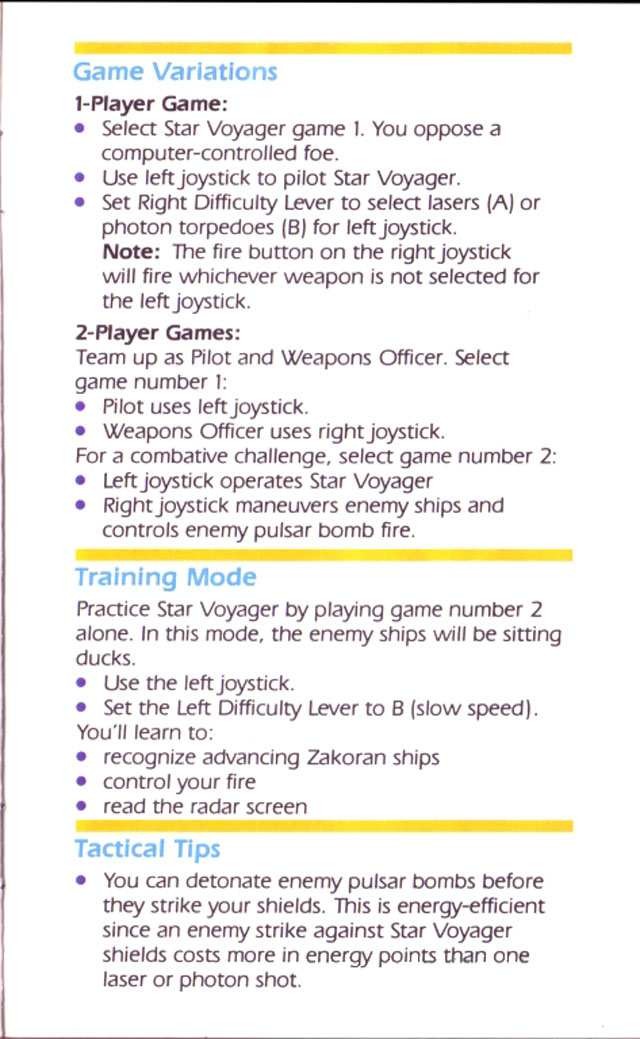 Game Variations
1-Player Game:
• Select Star Voyager game 1. You oppose a
computer-controlled foe.
• Use left joystick to pilot Star Voyager.
• Set Right Difficulty Lever to select lasers (A) or
photon torpedoes (B) for left joystick.
Note: The fire button on the right joystick
will fire whichever weapon is not selected for
the left joystick.
2-Player Games:
Team up as Pilot and Weapons Officer. Select
game number 1:
• Pilot uses left joystick.
• Weapons Officer uses right joystick.
For a combative challenge, select game number 2:
• Left joystick operates Star Voyager
• Right joystick maneuvers enemy ships and
controls enemy pulsar bomb fire.
Training Mode
Practice Star Voyager by playing game number 2
alone. In this mode, the enemy ships will be sitting
ducks.
• Use the left joystick.
• Set the Left Difficulty Lever to B (slow speed).
You'll learn to:
• recognize advancing Zakoran ships
• control your fire
• read the radar screen
Tactical Tips
• You can detonate enemy pulsar bombs before
they strike your shields. This is energy-efficient
since an enemy strike against Star Voyager
shields costs more in energy points than one
laser or photon shot.